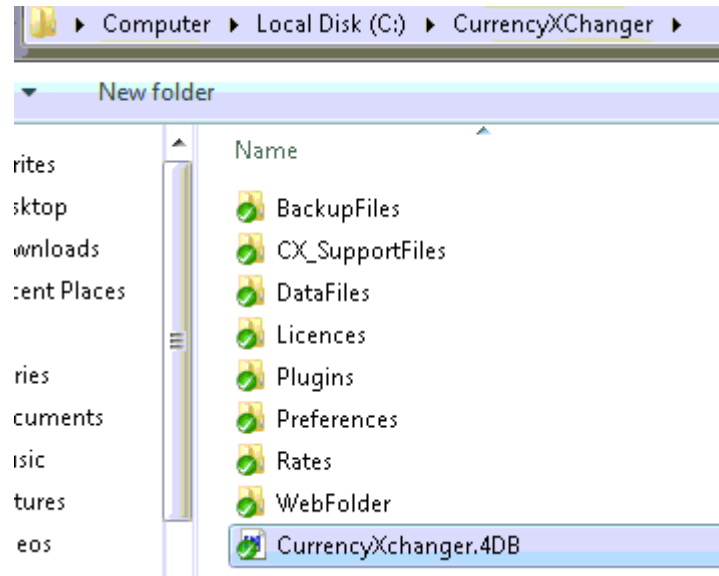 Computer Local Disk (C:) CurrencyXChanger
New folder
Name
rites
sktop
wnloads
cent Places
ries
cuments
usic
tures
eos
BackupFiles
CX_SupportFiles
DataFiles
Licences
Plugins
Preferences
Rates
WebFolder
CurrencyXchanger.4DB